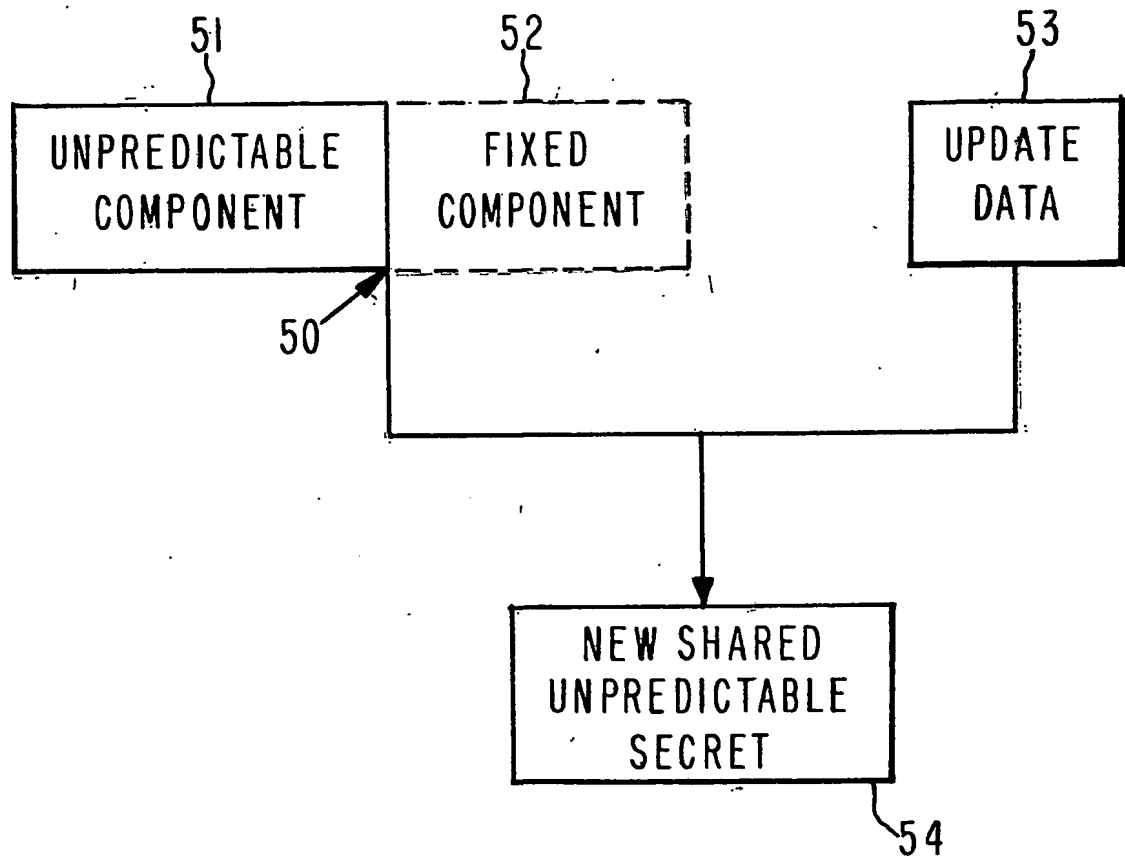 51
52
53
UNPREDICTABLE
COMPONENT
FIXED
COMPONENT
UPDATE
DATA
50
NEW SHARED
UNPREDICTABLE
SECRET
54